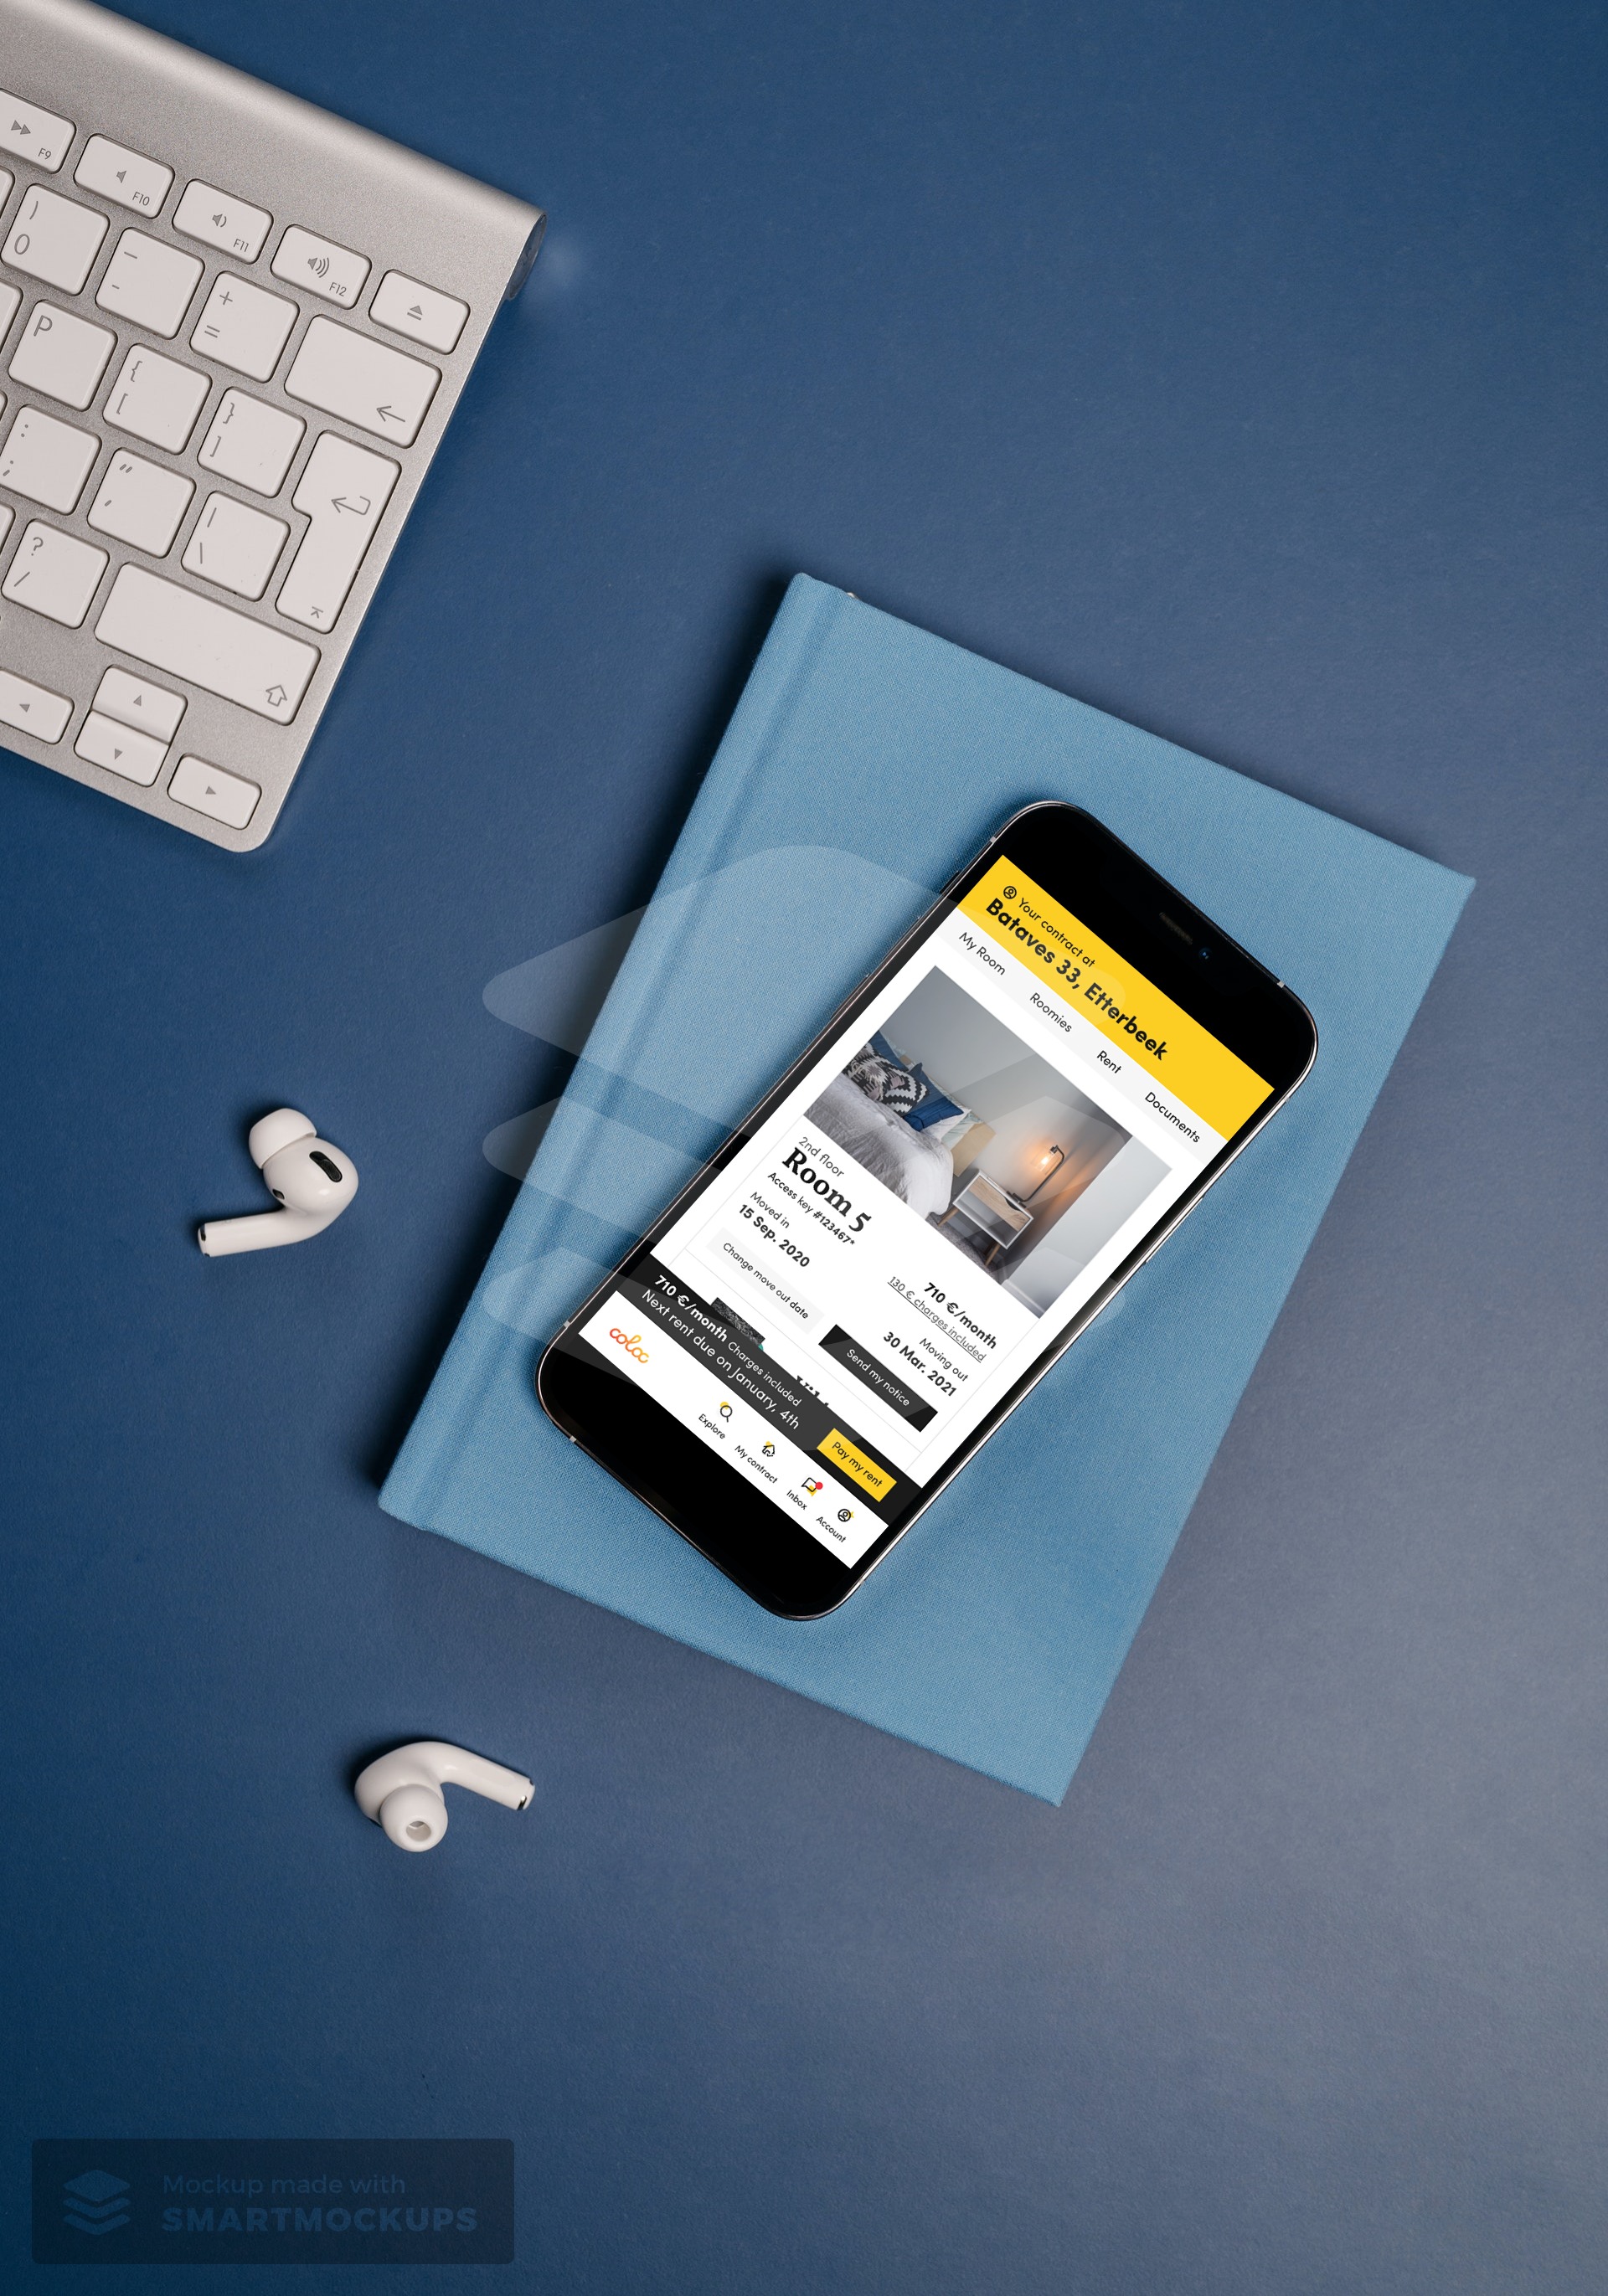 F9
F10
F11
F12
)
0
—
-
+
=
P
{
[
}
]
:
;
"
'
|
\
?
/
Your contract at
Bataves 33, Etterbeek
My Room
Roomies
Rent
Documents
2nd floor
Room 5
Access key #123467*
710 €/month
130 € charges included
Moved in
15 Sep. 2020
Moving out
30 Mar. 2021
Change move out date
Send my notice
710 €/month Charges included
Next rent due on January, 4th
Pay my rent
coloc
Explore
My contract
Inbox
Account
Mockup made with
SMARTMOCKUPS